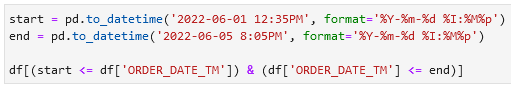 start = pd.to_datetime('2022-06-01 12:35PM', format='%Y-%m-%d %I:%M%p')
end = pd.to_datetime('2022-06-05 8:05PM', format='%Y-%m-%d %I:%M%p')
df[(start <= df['ORDER_DATE_TM']) & (df['ORDER_DATE_TM'] <= end)]